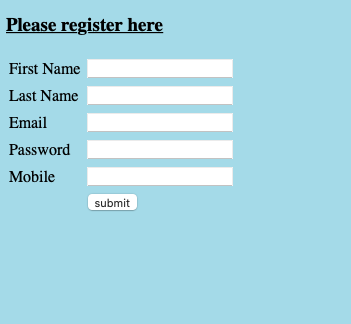 Please register here
First Name
Last Name
Email
Password
Mobile
submit